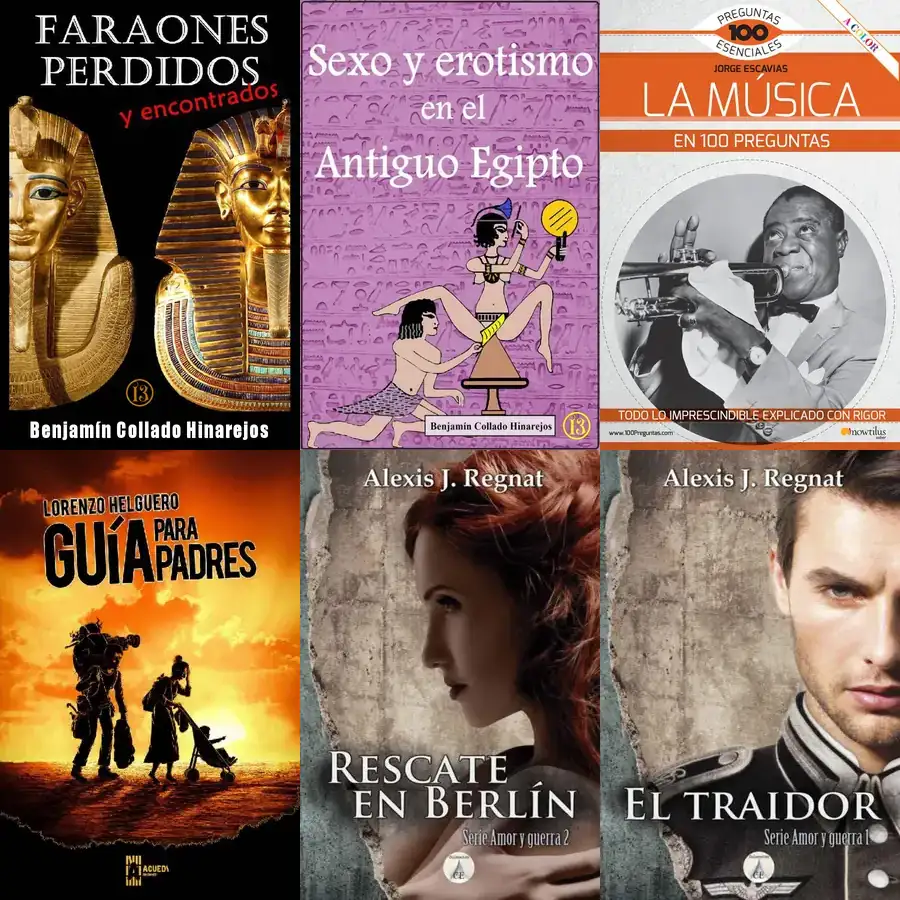 FARAONES
PERDIDOS
y encontrados
13
Benjamín Collado Hinarejos
Sexo y erotismo
en el
Antiguo Egipto
Benjamín Collado Hinarejos
13
PREGUNTAS
100
ESENCIALES
A COLOR
JORGE ESCAVIAS
LA MÚSICA
EN 100 PREGUNTAS
TODO LO IMPRESCINDIBLE EXPLICADO CON RIGOR
www.100Preguntas.com
nowtilus
saber
LORENZO HELGUERO
GUÍA PARA
PADRES
Alexis J. Regnat
RESCATE
EN BERLÍN
Serie Amor y guerra 2
Alexis J. Regnat
EL TRAIDOR
Serie Amor y guerra 1